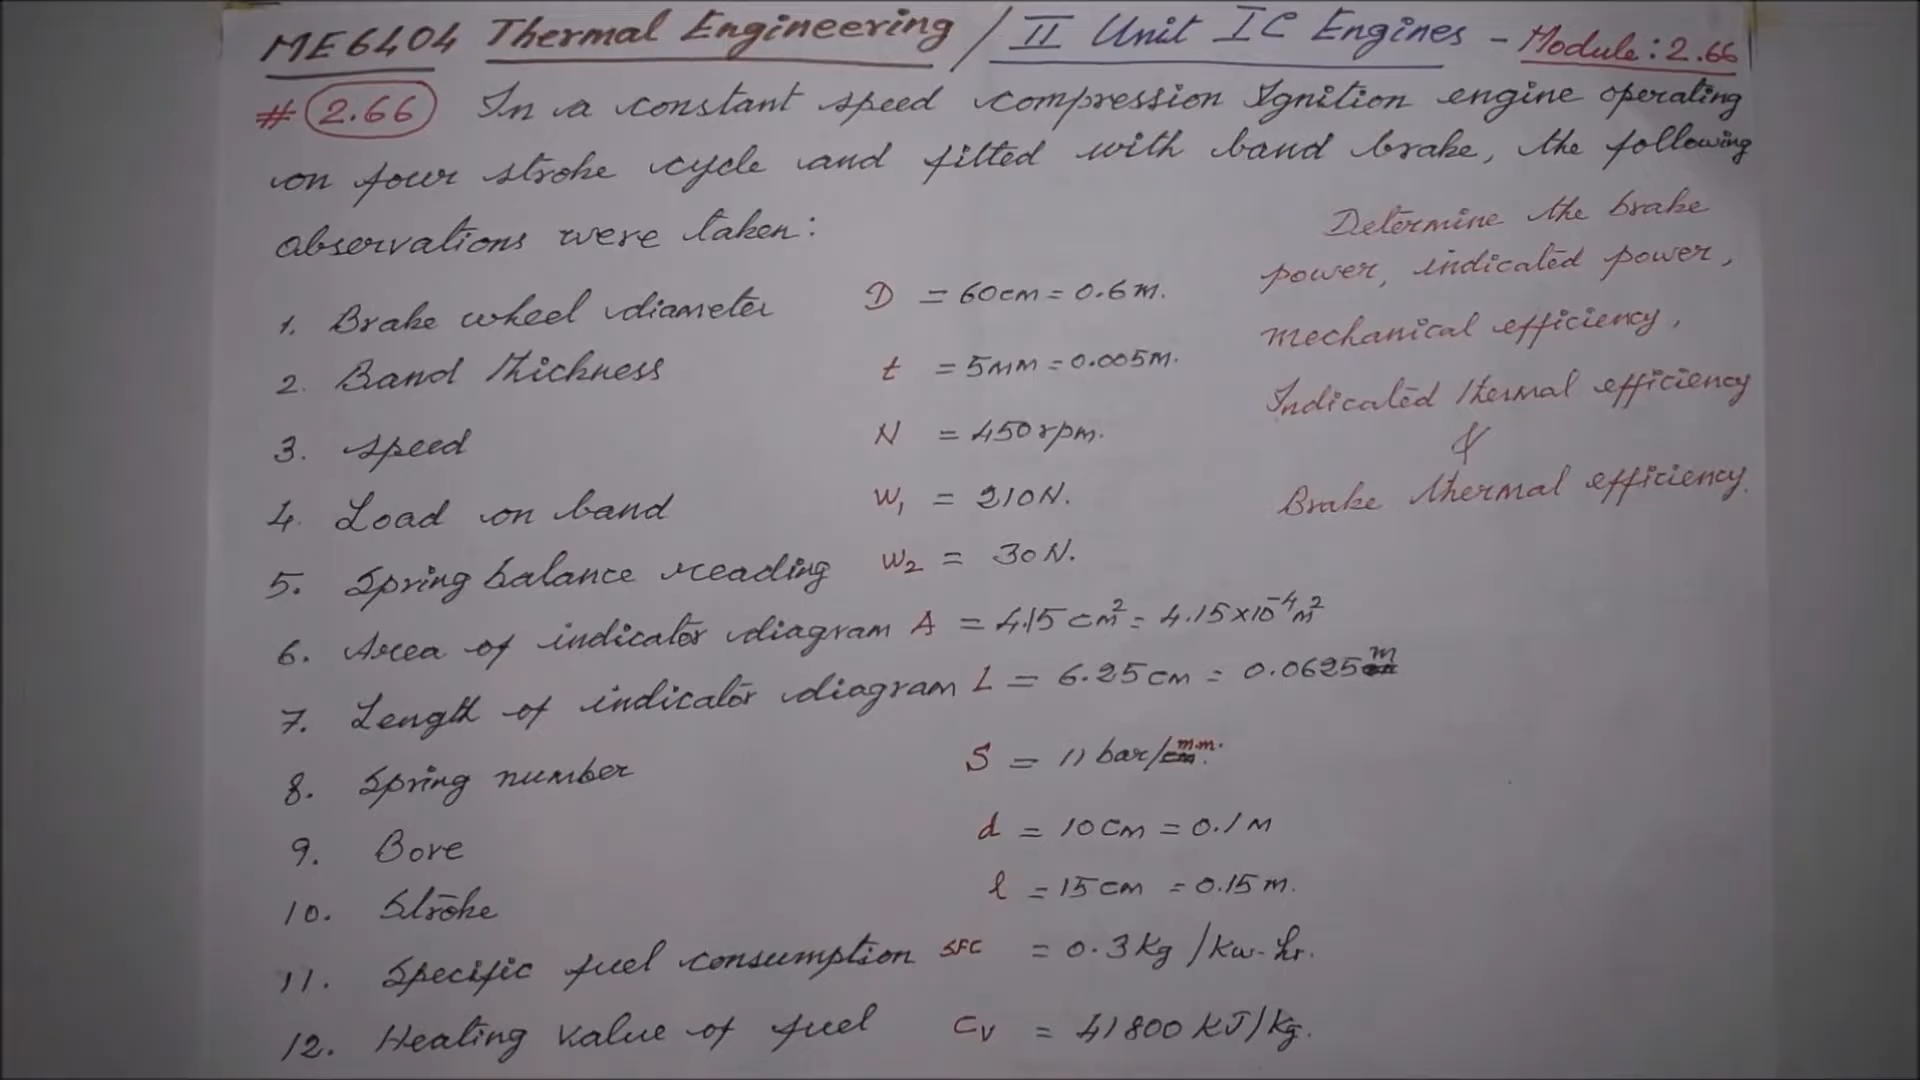 ME6404 Thermal Engineering / II Unit IC Engines - Module: 2.66
# 2.66 In a constant speed compression Ignition engine operating
on four stroke cycle and fitted with band brake, the following
observations were taken:
1. Brake wheel diameter D = 60cm = 0.6m.
2. Band Thickness t = 5mm = 0.005m.
3. Speed N = 450rpm.
4. Load on band W1 = 210N.
5. Spring balance reading W2 = 30N.
6. Area of indicator diagram A = 4.15 cm² = 4.15×10⁻⁴m²
7. Length of indicator diagram L = 6.25cm = 0.0625 m
8. Spring number S = 11 bar/m.m.
9. Bore d = 10cm = 0.1m
10. Stroke l = 15cm = 0.15m.
11. Specific fuel consumption SFC = 0.3kg/kw-hr.
12. Heating value of fuel Cv = 41800 KJ/kg.
Determine the brake
power, indicated power,
mechanical efficiency,
Indicated thermal efficiency
&
Brake thermal efficiency.